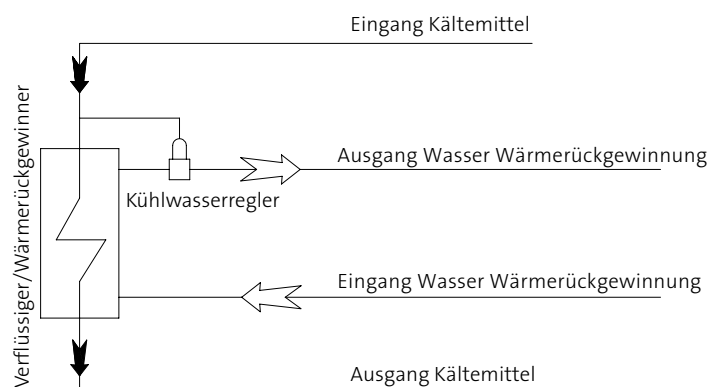 Eingang Kältemittel
Verflüssiger/Wärmerückgewinner
Ausgang Wasser Wärmerückgewinnung
Kühlwasserregler
Eingang Wasser Wärmerückgewinnung
Ausgang Kältemittel